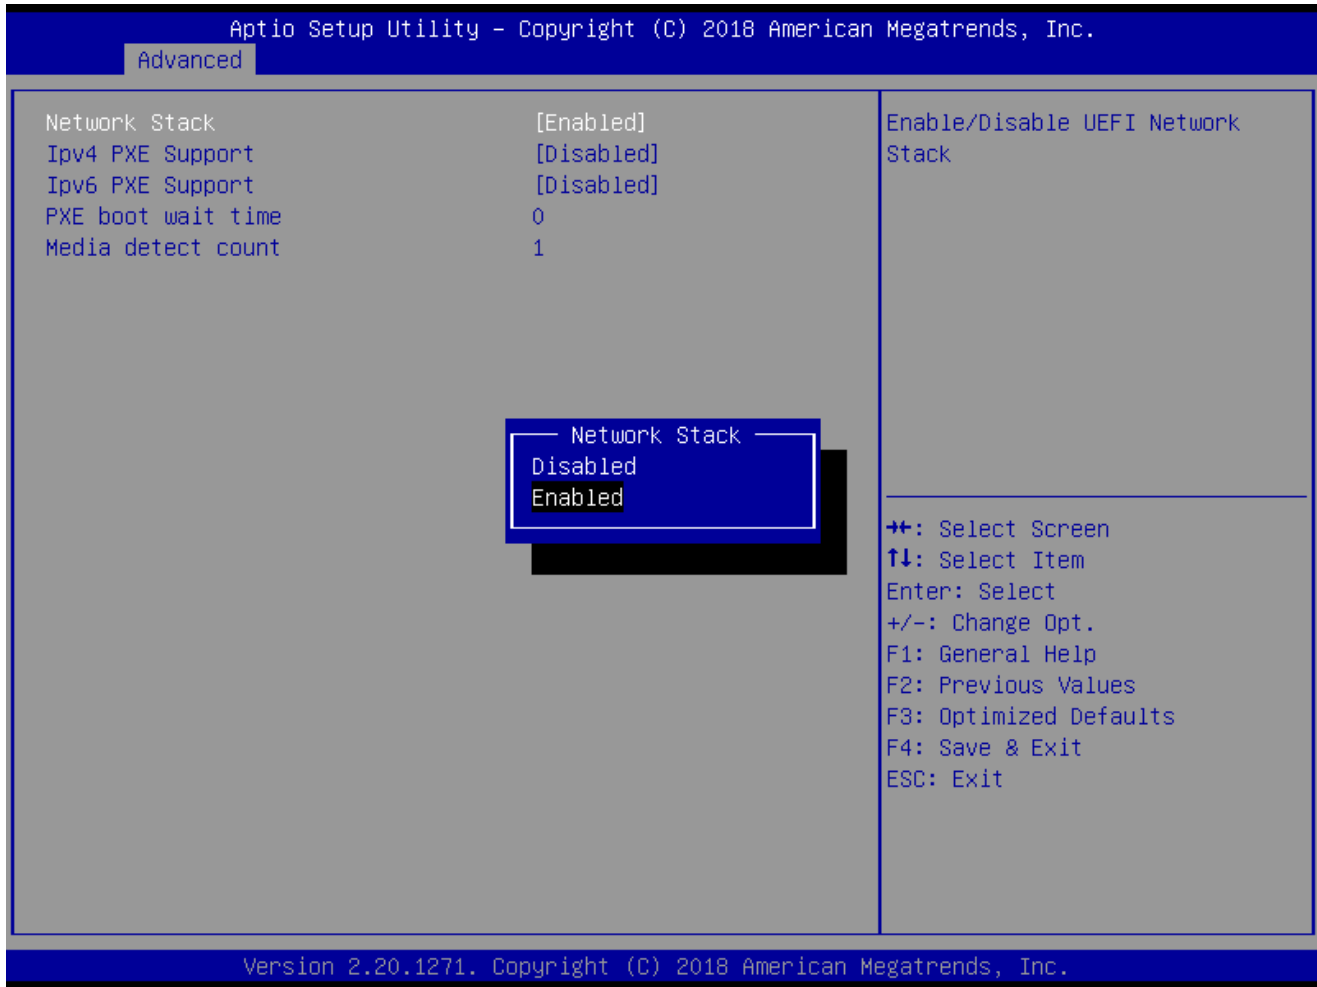 Aptio Setup Utility – Copyright (C) 2018 American Megatrends, Inc.
Advanced
Network Stack [Enabled]
Ipv4 PXE Support [Disabled]
Ipv6 PXE Support [Disabled]
PXE boot wait time 0
Media detect count 1
Enable/Disable UEFI Network
Stack
Network Stack
Disabled
Enabled
→←: Select Screen
↑↓: Select Item
Enter: Select
+/–: Change Opt.
F1: General Help
F2: Previous Values
F3: Optimized Defaults
F4: Save & Exit
ESC: Exit
Version 2.20.1271. Copyright (C) 2018 American Megatrends, Inc.